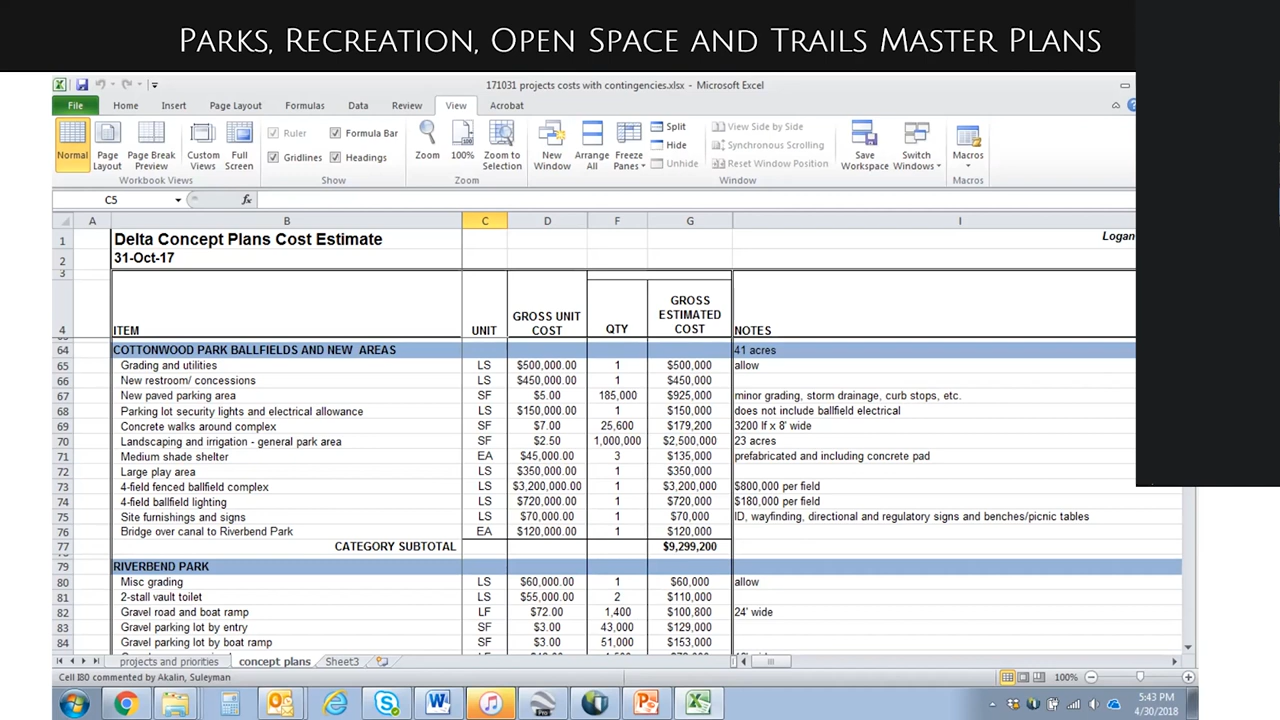 PARKS, RECREATION, OPEN SPACE AND TRAILS MASTER PLANS
171031 projects costs with contingencies.xlsx - Microsoft Excel
File Home Insert Page Layout Formulas Data Review View Acrobat
Normal Page Layout Page Break Preview Custom Views Full Screen
Workbook Views
Ruler Formula Bar
Gridlines Headings
Show
Zoom 100% Zoom to Selection
Zoom
New Window Arrange All Freeze Panes
Split
Hide
Unhide
View Side by Side
Synchronous Scrolling
Reset Window Position
Window
Save Workspace Switch Windows
Macros
Macros
C5 fx
A B C D F G I
1 Delta Concept Plans Cost Estimate Logan
2 31-Oct-17
3
4 ITEM UNIT GROSS UNIT COST QTY GROSS ESTIMATED COST NOTES
64 COTTONWOOD PARK BALLFIELDS AND NEW AREAS 41 acres
65 Grading and utilities LS $500,000.00 1 $500,000 allow
66 New restroom/ concessions LS $450,000.00 1 $450,000
67 New paved parking area SF $5.00 185,000 $925,000 minor grading, storm drainage, curb stops, etc.
68 Parking lot security lights and electrical allowance LS $150,000.00 1 $150,000 does not include ballfield electrical
69 Concrete walks around complex SF $7.00 25,600 $179,200 3200 lf x 8' wide
70 Landscaping and irrigation - general park area SF $2.50 1,000,000 $2,500,000 23 acres
71 Medium shade shelter EA $45,000.00 3 $135,000 prefabricated and including concrete pad
72 Large play area LS $350,000.00 1 $350,000
73 4-field fenced ballfield complex LS $3,200,000.00 1 $3,200,000 $800,000 per field
74 4-field ballfield lighting LS $720,000.00 1 $720,000 $180,000 per field
75 Site furnishings and signs LS $70,000.00 1 $70,000 ID, wayfinding, directional and regulatory signs and benches/picnic tables
76 Bridge over canal to Riverbend Park EA $120,000.00 1 $120,000
77 CATEGORY SUBTOTAL $9,299,200
79 RIVERBEND PARK
80 Misc grading LS $60,000.00 1 $60,000 allow
81 2-stall vault toilet LS $55,000.00 2 $110,000
82 Gravel road and boat ramp LF $72.00 1,400 $100,800 24' wide
83 Gravel parking lot by entry SF $3.00 43,000 $129,000
84 Gravel parking lot by boat ramp SF $3.00 51,000 $153,000
projects and priorities concept plans Sheet3
Cell I80 commented by Akalin, Suleyman 100%
5:43 PM
4/30/2018